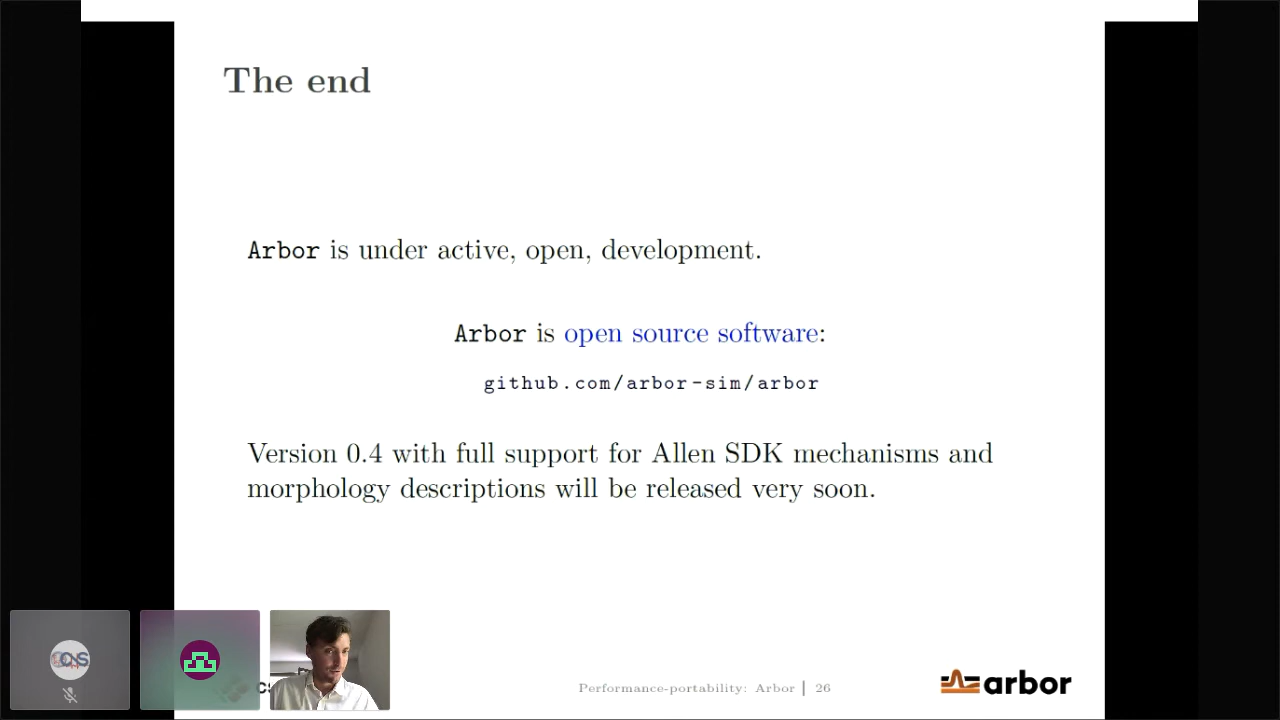 The end
Arbor is under active, open, development.
Arbor is open source software:
github.com/arbor-sim/arbor
Version 0.4 with full support for Allen SDK mechanisms and
morphology descriptions will be released very soon.
Performance-portability: Arbor | 26
arbor